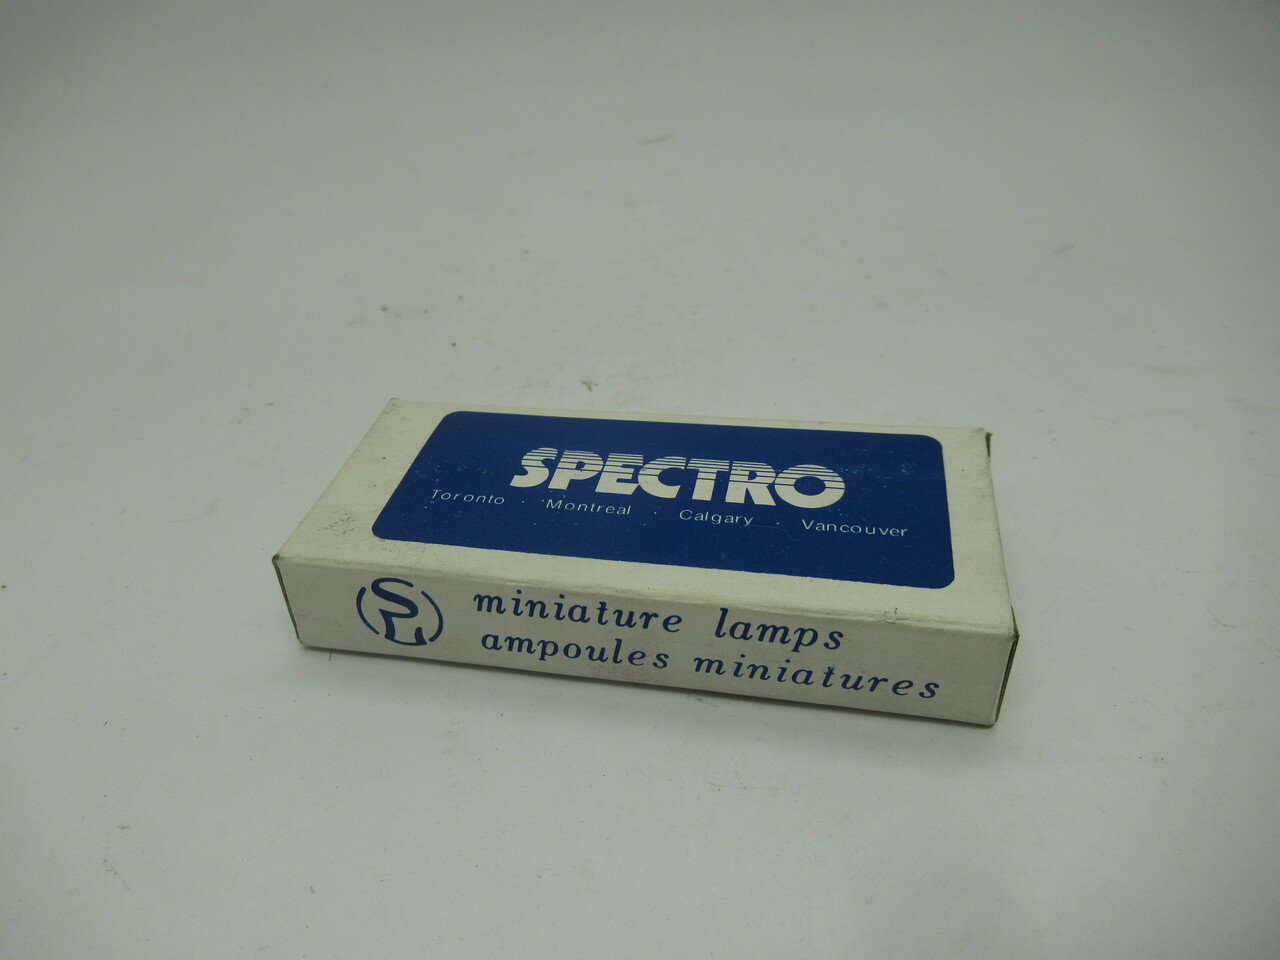 SPECTRO
Toronto · Montreal · Calgary · Vancouver
miniature lamps
ampoules miniatures